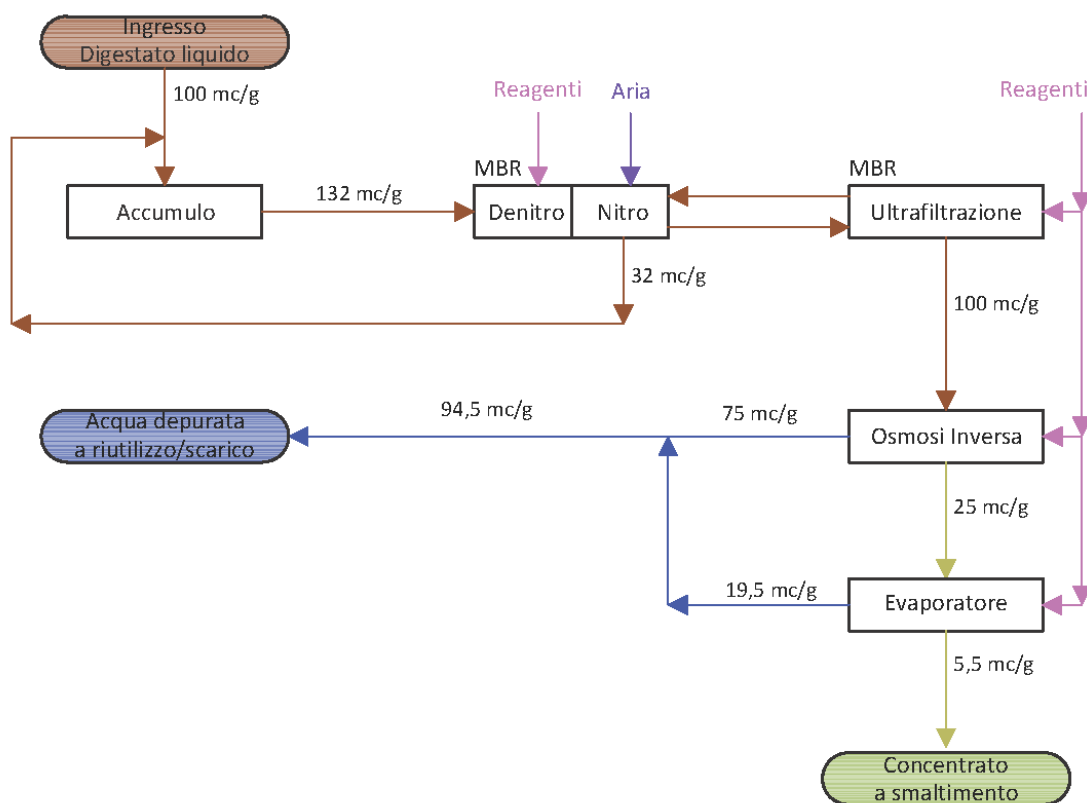 Ingresso
Digestato liquido
100 mc/g
Reagenti
Aria
Reagenti
MBR
MBR
Accumulo
132 mc/g
Denitro
Nitro
Ultrafiltrazione
32 mc/g
100 mc/g
Acqua depurata
a riutilizzo/scarico
94,5 mc/g
75 mc/g
Osmosi Inversa
25 mc/g
19,5 mc/g
Evaporatore
5,5 mc/g
Concentrato
a smaltimento